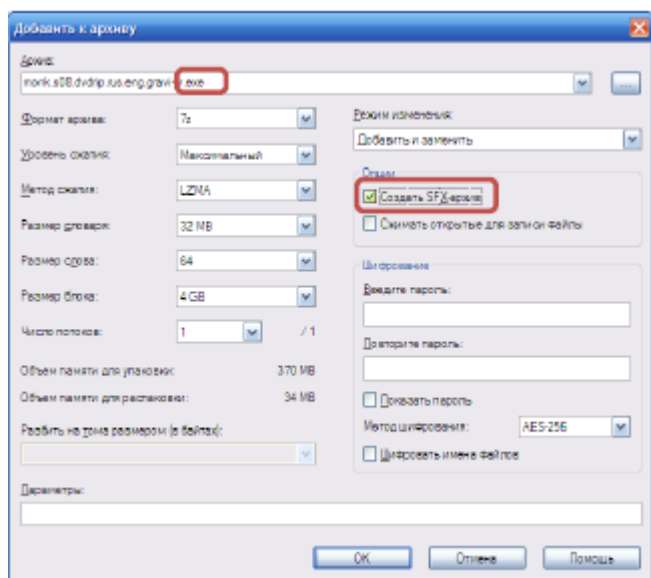 Добавить к архиву
Архив:
monk.s08.dvdrip.rus.eng. .exe
...
Формат архива: 7z
Уровень сжатия: Максимальный
Метод сжатия: LZMA
Размер словаря: 32 MB
Размер слова: 64
Размер блока: 4 GB
Число потоков: 1 / 1
Объем памяти для упаковки: 370 MB
Объем памяти для распаковки: 34 MB
Разбить на тома размером (в байтах):
Режим изменения:
Добавить и заменить
Опции
Создать SFX-архив
Сжимать открытые для записи файлы
Шифрование
Введите пароль:
Повторите пароль:
Показать пароль
Метод шифрования: AES-256
Шифровать имена файлов
Параметры:
OK Отмена Помощь